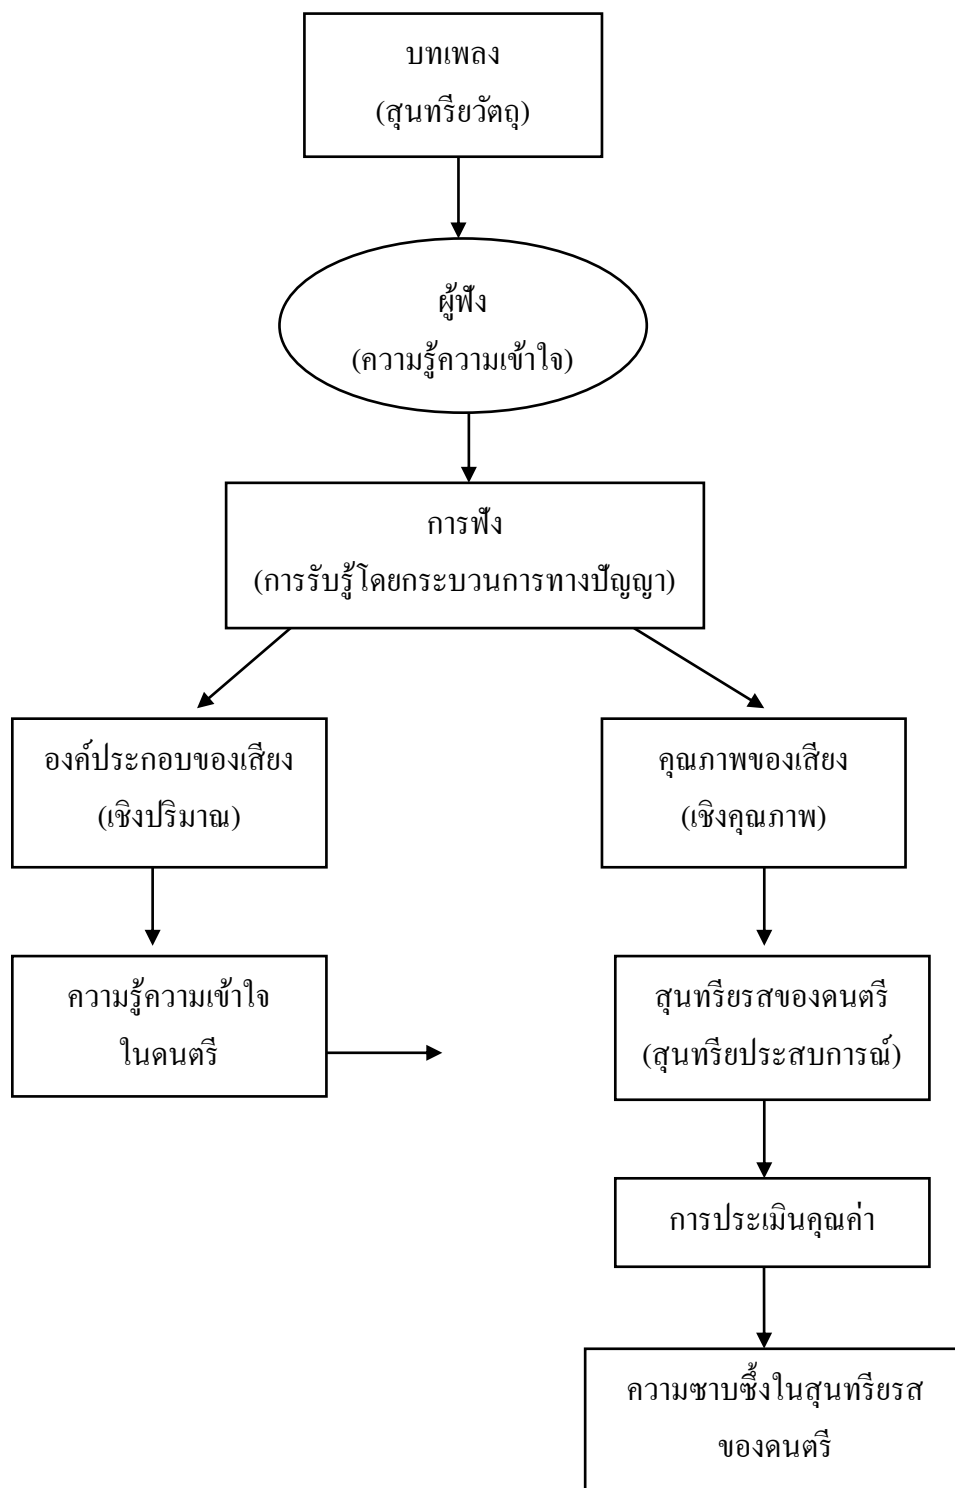 บทเพลง
(สุนทรียวัตถุ)
ผู้ฟัง
(ความรู้ความเข้าใจ)
การฟัง
(การรับรู้โดยกระบวนการทางปัญญา)
องค์ประกอบของเสียง
(เชิงปริมาณ)
คุณภาพของเสียง
(เชิงคุณภาพ)
ความรู้ความเข้าใจ
ในดนตรี
สุนทรียรสของดนตรี
(สุนทรียประสบการณ์)
การประเมินคุณค่า
ความซาบซึ้งในสุนทรียรส
ของดนตรี